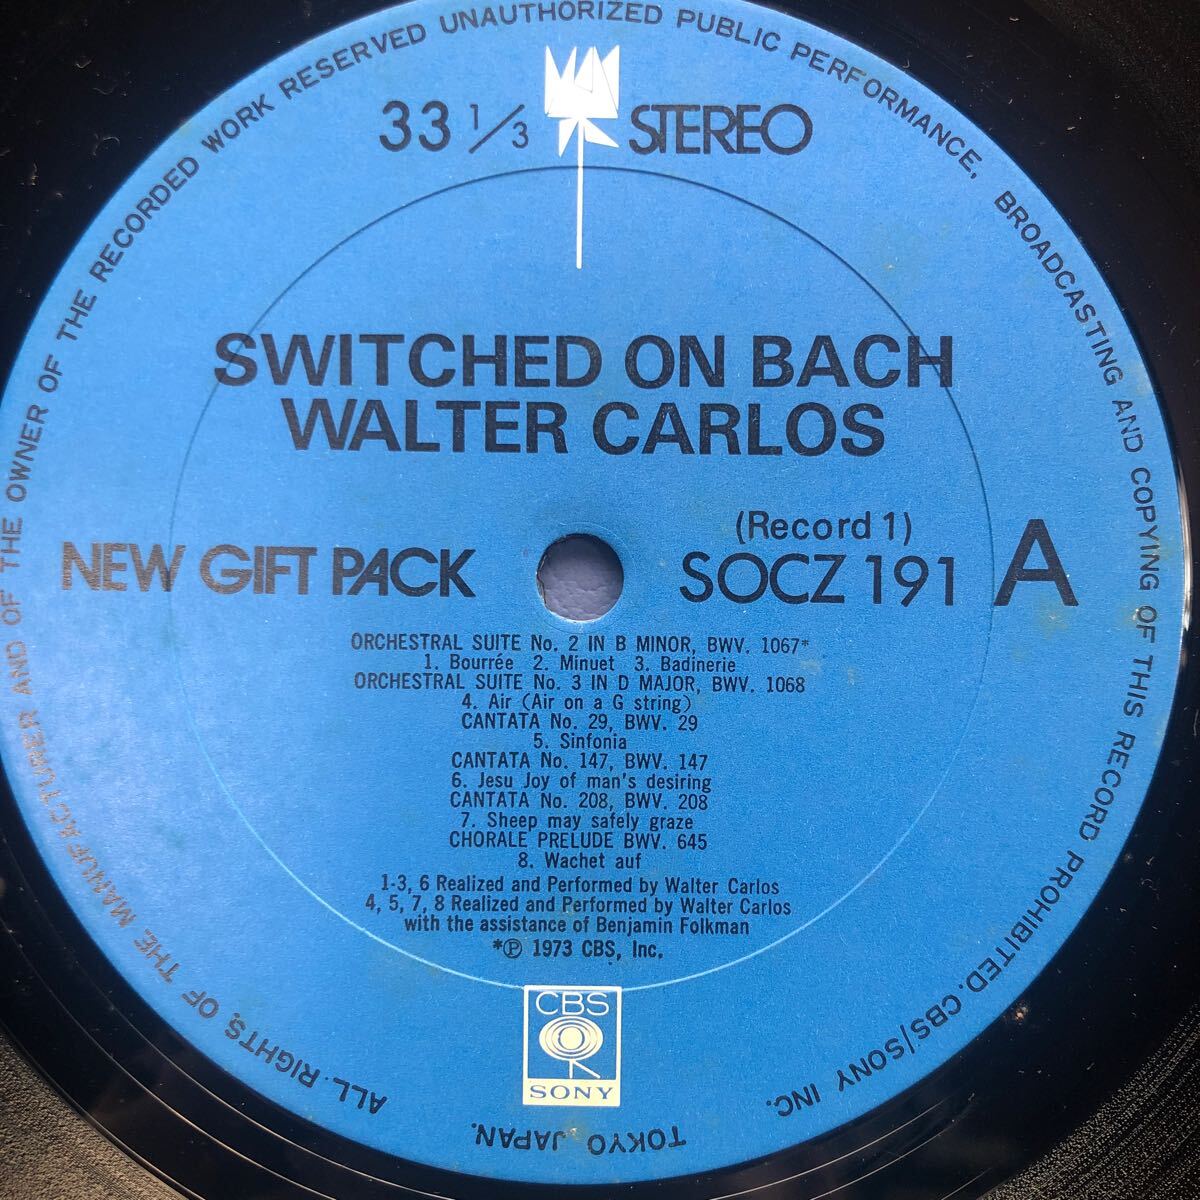 ALL RIGHTS, OF THE MANUFACTURER AND OF THE OWNER OF THE RECORDED WORK RESERVED UNAUTHORIZED PUBLIC PERFORMANCE, BROADCASTING AND COPYING OF THIS RECORD PROHIBITED. CBS/SONY INC.
TOKYO JAPAN.
33 1/3 STEREO
SWITCHED ON BACH
WALTER CARLOS
(Record 1)
NEW GIFT PACK SOCZ 191 A
ORCHESTRAL SUITE No. 2 IN B MINOR, BWV. 1067*
1. Bourrée 2. Minuet 3. Badinerie
ORCHESTRAL SUITE No. 3 IN D MAJOR, BWV. 1068
4. Air (Air on a G string)
CANTATA No. 29, BWV. 29
5. Sinfonia
CANTATA No. 147, BWV. 147
6. Jesu Joy of man's desiring
CANTATA No. 208, BWV. 208
7. Sheep may safely graze
CHORALE PRELUDE BWV. 645
8. Wachet auf
1-3, 6 Realized and Performed by Walter Carlos
4, 5, 7, 8 Realized and Performed by Walter Carlos
with the assistance of Benjamin Folkman
*℗ 1973 CBS, Inc.
CBS
SONY